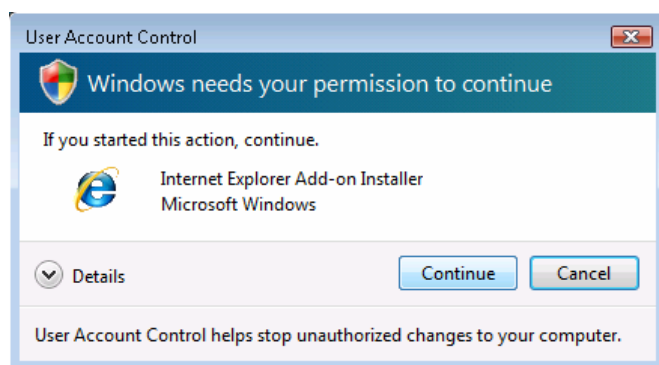 User Account Control
Windows needs your permission to continue
If you started this action, continue.
Internet Explorer Add-on Installer
Microsoft Windows
Details
Continue
Cancel
User Account Control helps stop unauthorized changes to your computer.